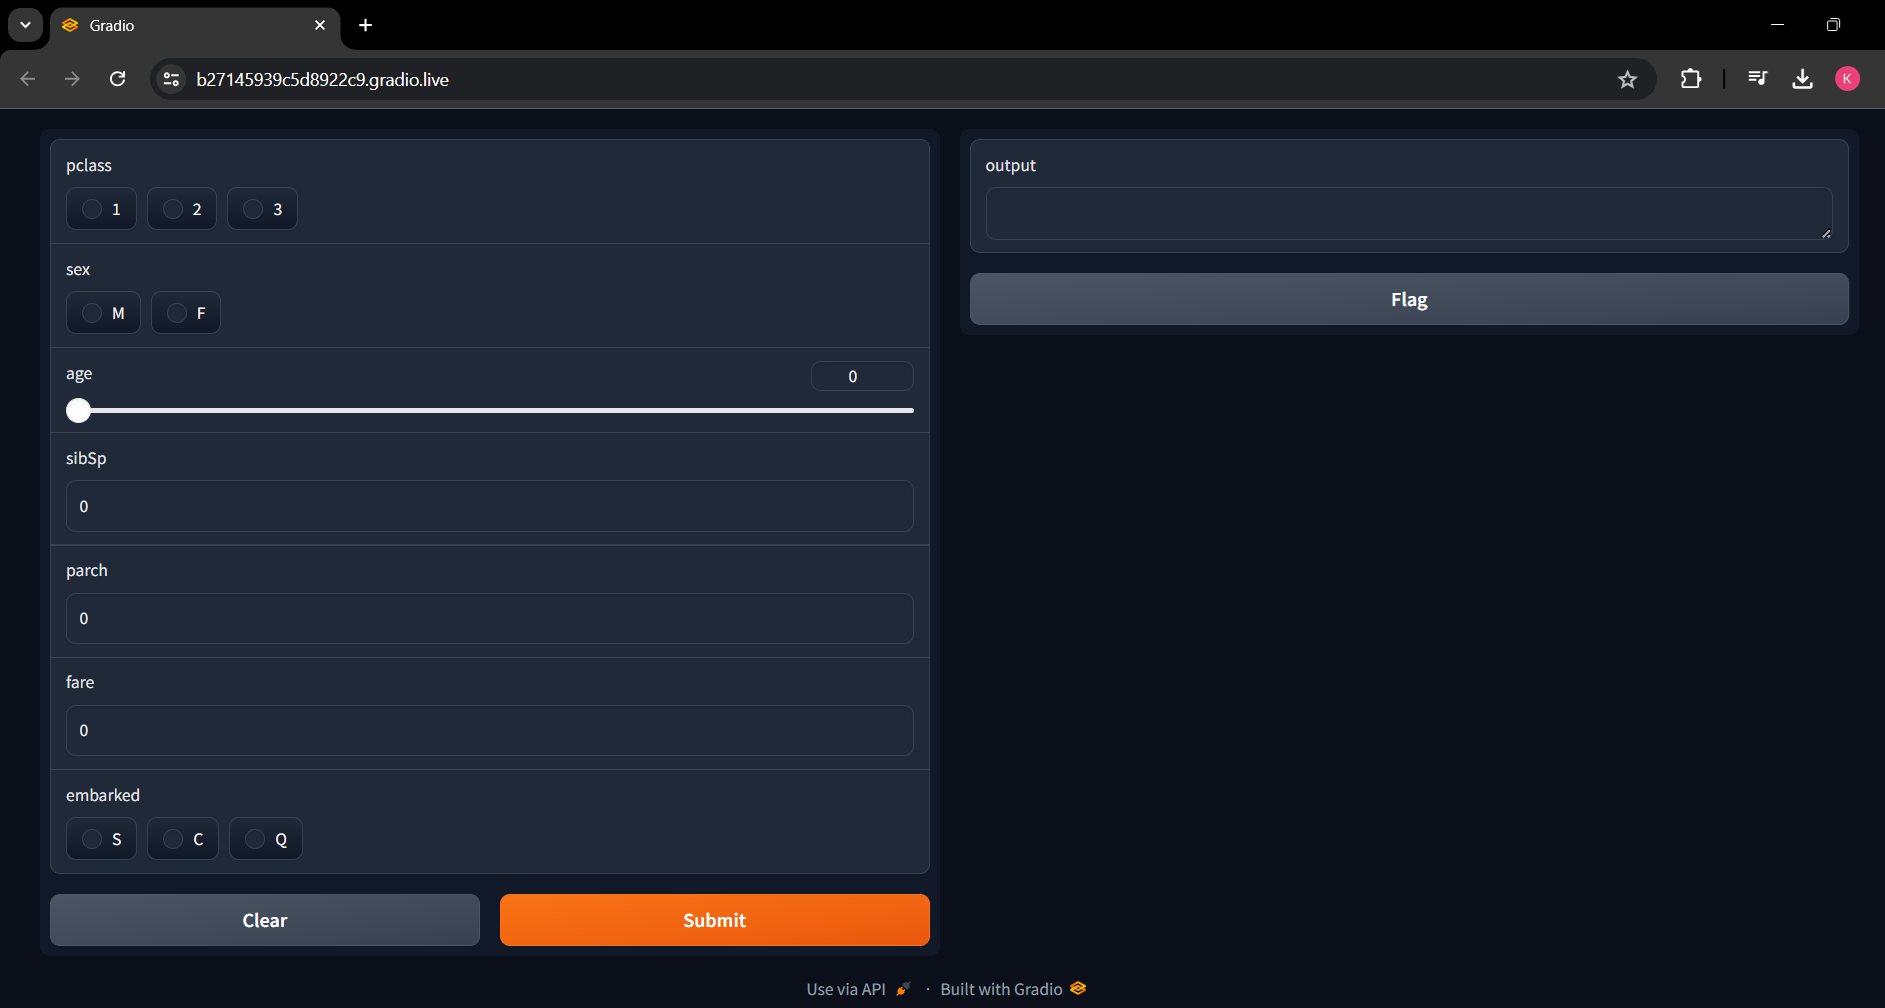 Gradio
b27145939c5d8922c9.gradio.live
K
pclass
1 2 3
sex
M F
age
0
sibSp
0
parch
0
fare
0
embarked
S C Q
Clear Submit
output
Flag
Use via API · Built with Gradio